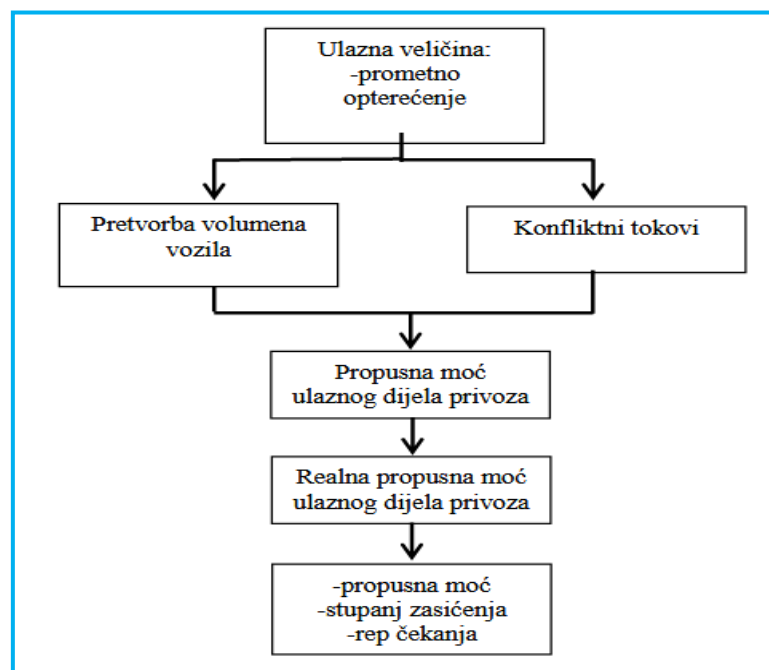 Ulazna veličina:
-prometno
opterećenje
Pretvorba volumena
vozila
Konfliktni tokovi
Propusna moć
ulaznog dijela privoza
Realna propusna moć
ulaznog dijela privoza
-propusna moć
-stupanj zasićenja
-rep čekanja